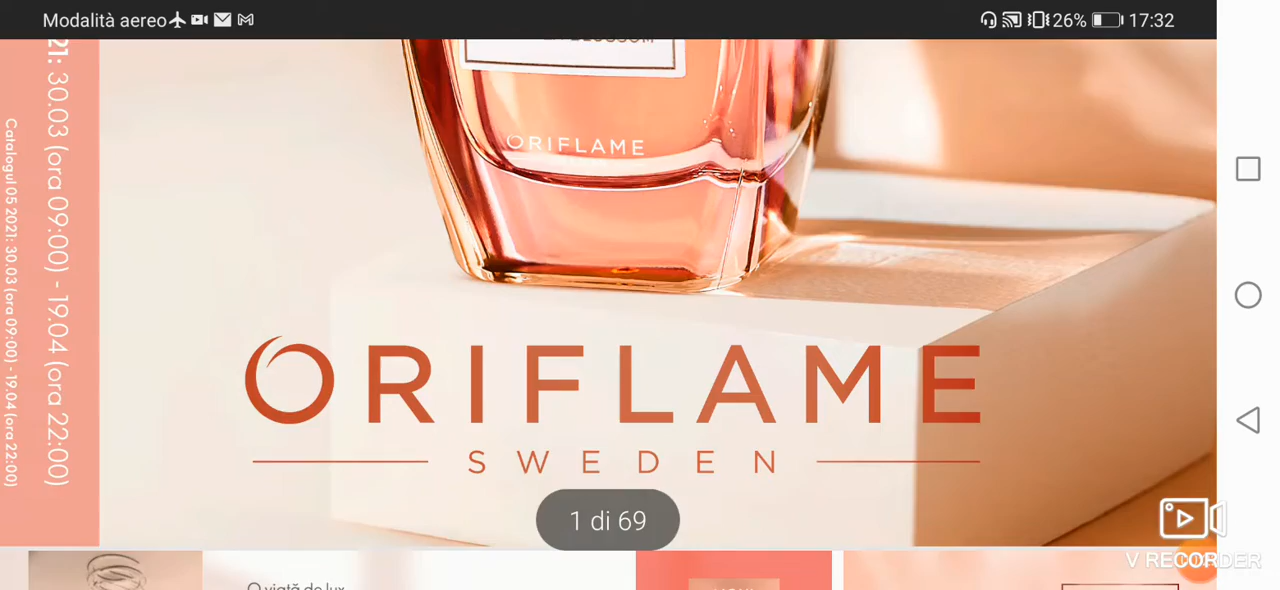 Modalità aereo
26% 17:32
21: 30.03 (ora 09:00) - 19.04 (ora 22:00)
Catalogul 05 2021: 30.03 (ora 09:00) - 19.04 (ora 22:00)
BLOSSOM
ORIFLAME
ORIFLAME
SWEDEN
1 di 69
V RECORDER
O viață de lux